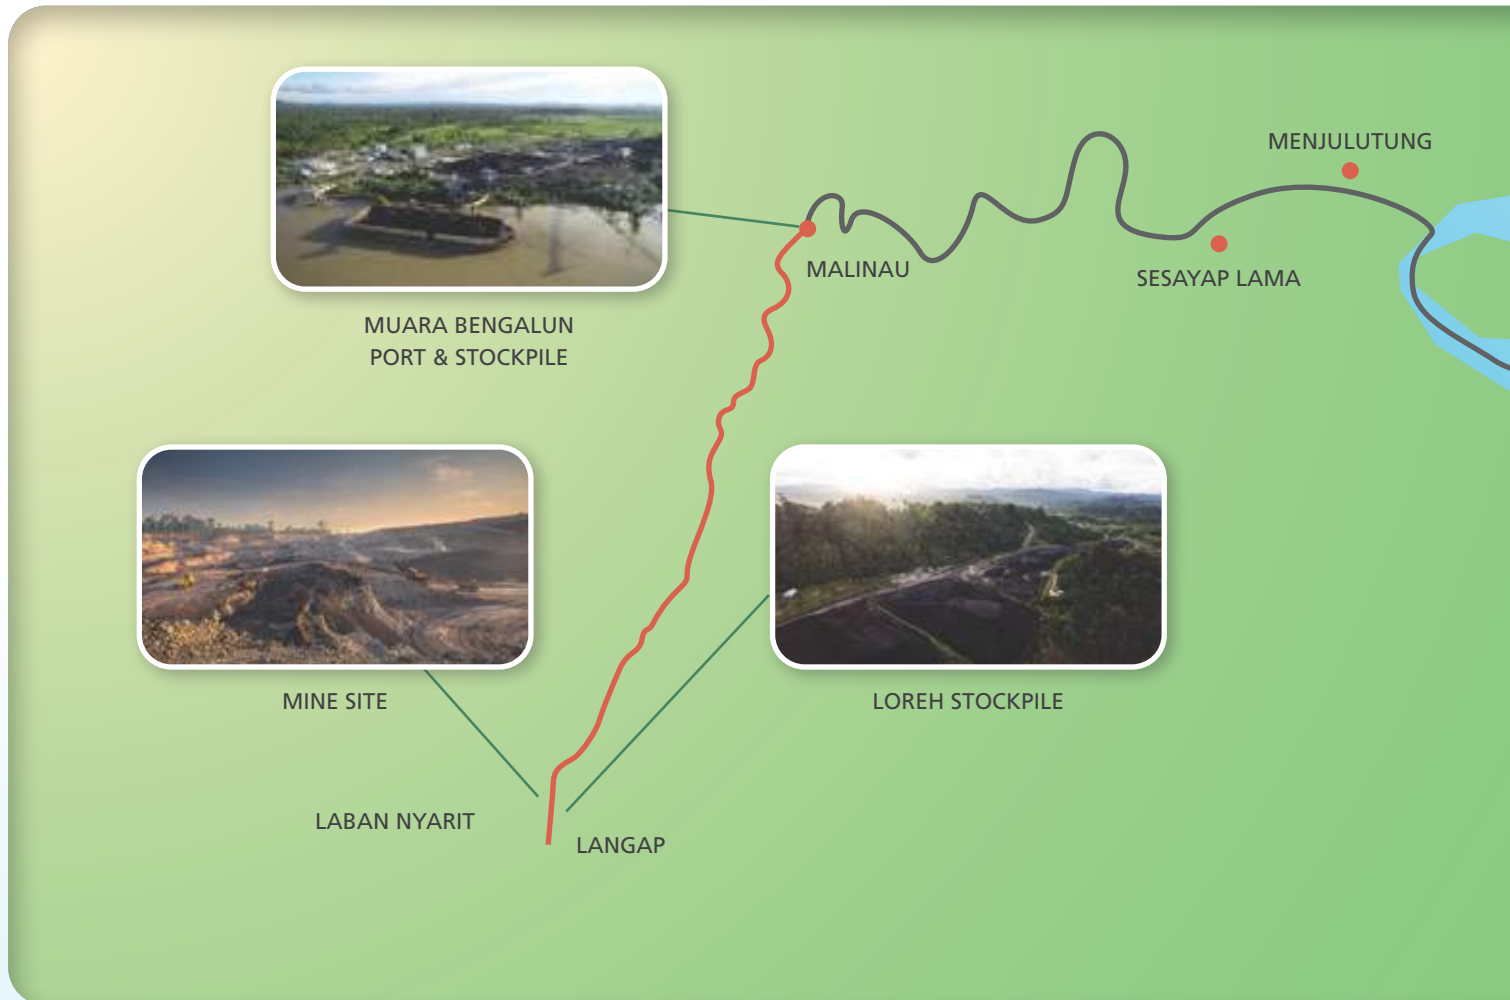 MENJULUTUNG
MALINAU
SESAYAP LAMA
MUARA BENGALUN
PORT & STOCKPILE
MINE SITE
LOREH STOCKPILE
LABAN NYARIT
LANGAP